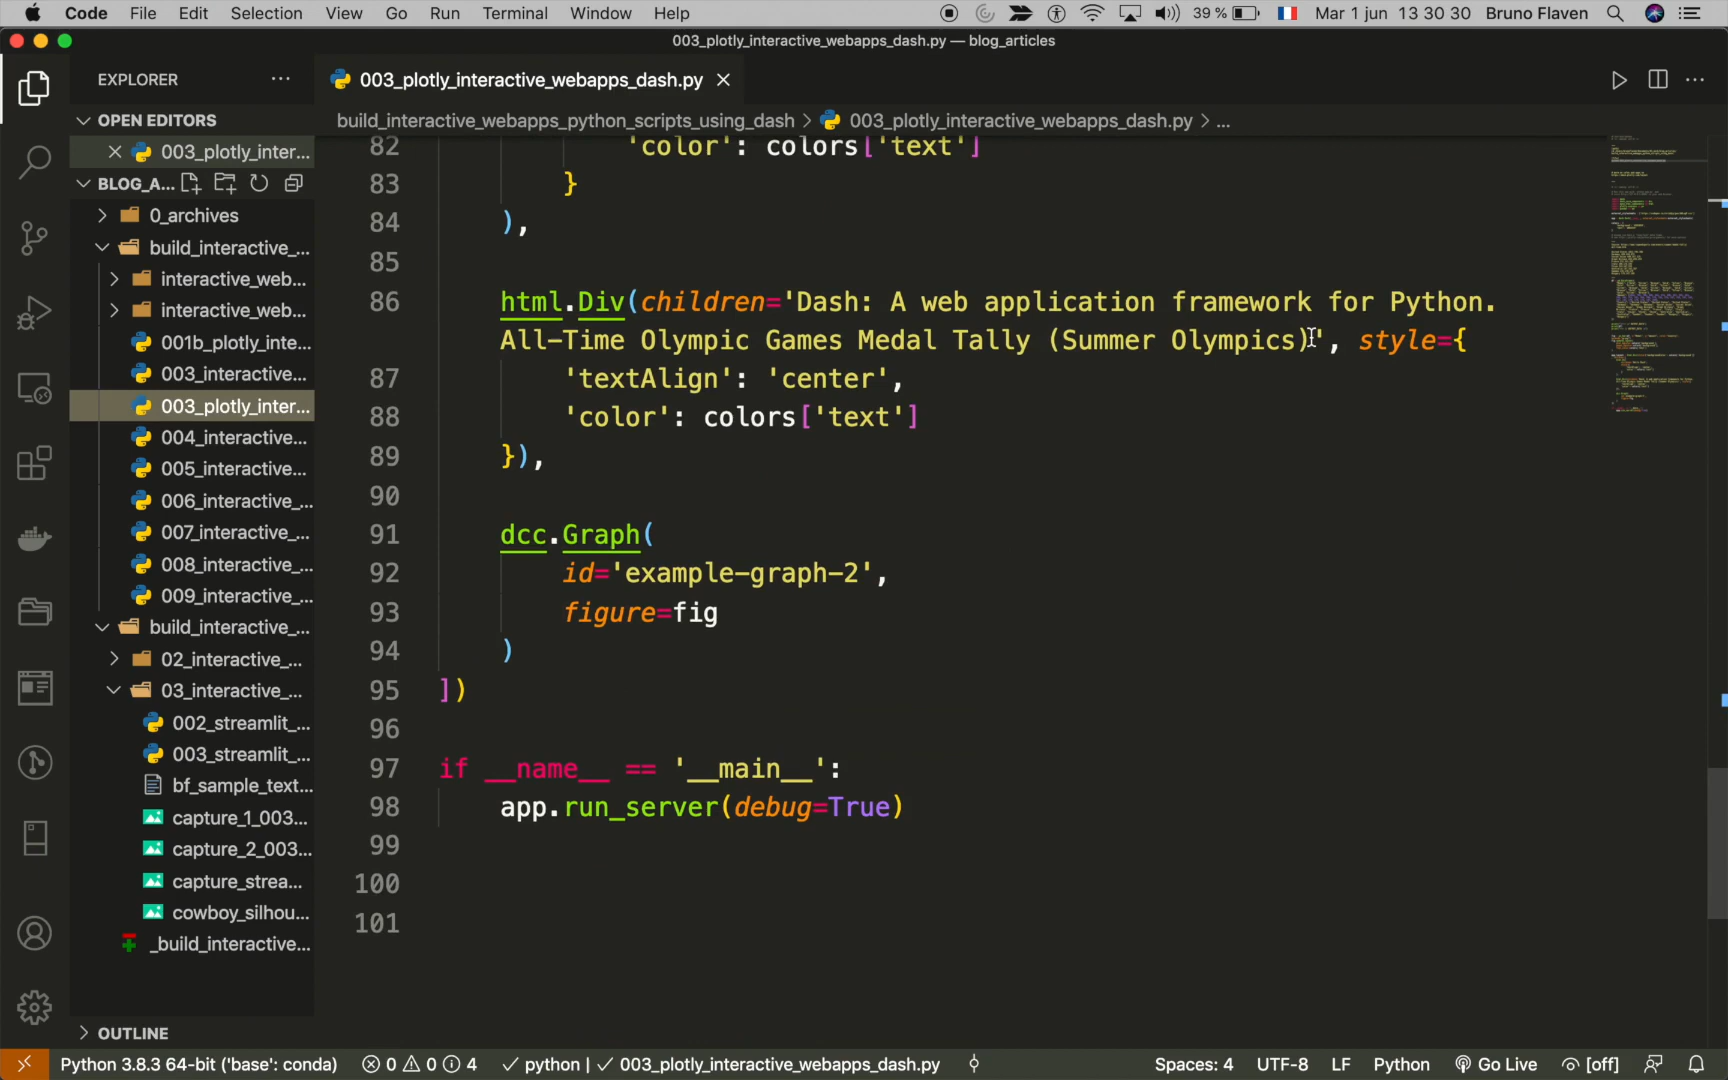 Code File Edit Selection View Go Run Terminal Window Help 39 % Mar 1 jun 13 30 30 Bruno Flaven
003_plotly_interactive_webapps_dash.py — blog_articles
EXPLORER ···
003_plotly_interactive_webapps_dash.py
OPEN EDITORS
build_interactive_webapps_python_scripts_using_dash > 003_plotly_interactive_webapps_dash.py > ...
003_plotly_inter...
BLOG_A...
0_archives
build_interactive_...
interactive_web...
interactive_web...
001b_plotly_inte...
003_interactive...
003_plotly_inter...
004_interactive...
005_interactive...
006_interactive_...
007_interactive...
008_interactive...
009_interactive...
build_interactive_...
02_interactive_...
03_interactive_...
002_streamlit_...
003_streamlit_...
bf_sample_text...
capture_1_003...
capture_2_003...
capture_strea...
cowboy_silhou...
_build_interactive...
OUTLINE
82 'color': colors['text']
83 }
84 ),
85
86 html.Div(children='Dash: A web application framework for Python.
All-Time Olympic Games Medal Tally (Summer Olympics)', style={
87 'textAlign': 'center',
88 'color': colors['text']
89 }),
90
91 dcc.Graph(
92 id='example-graph-2',
93 figure=fig
94 )
95 ])
96
97 if __name__ == '__main__':
98 app.run_server(debug=True)
99
100
101
Python 3.8.3 64-bit ('base': conda) 0 0 4 python | 003_plotly_interactive_webapps_dash.py Spaces: 4 UTF-8 LF Python Go Live [off]